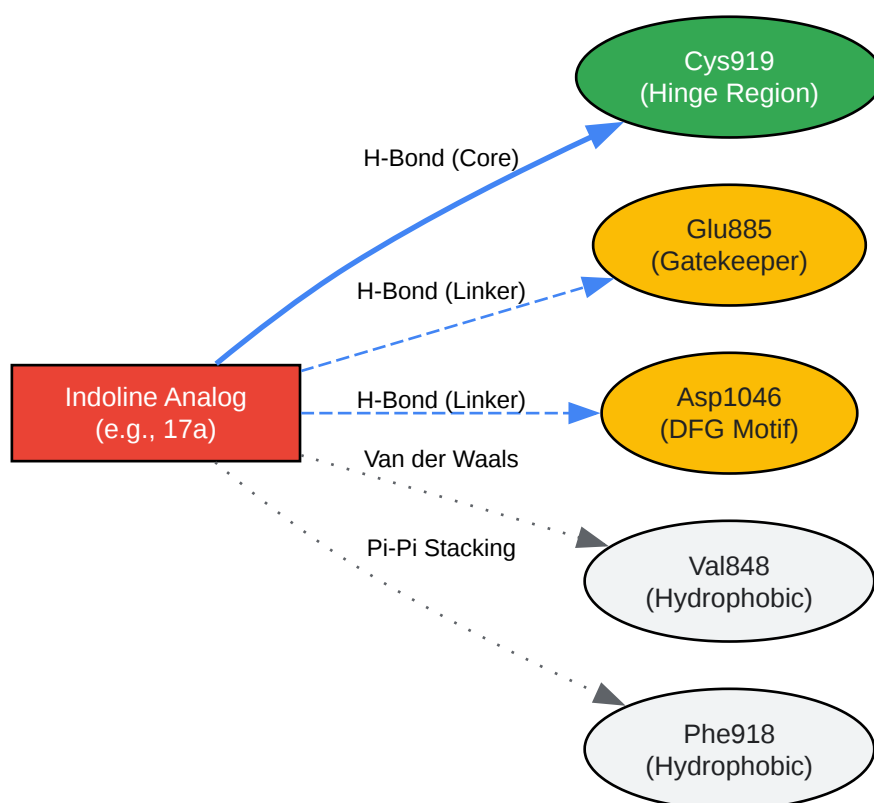 Cys919
(Hinge Region)
H-Bond (Core)
Glu885
(Gatekeeper)
H-Bond (Linker)
Indoline Analog
(e.g., 17a)
H-Bond (Linker)
Asp1046
(DFG Motif)
Van der Waals
Pi-Pi Stacking
Val848
(Hydrophobic)
Phe918
(Hydrophobic)